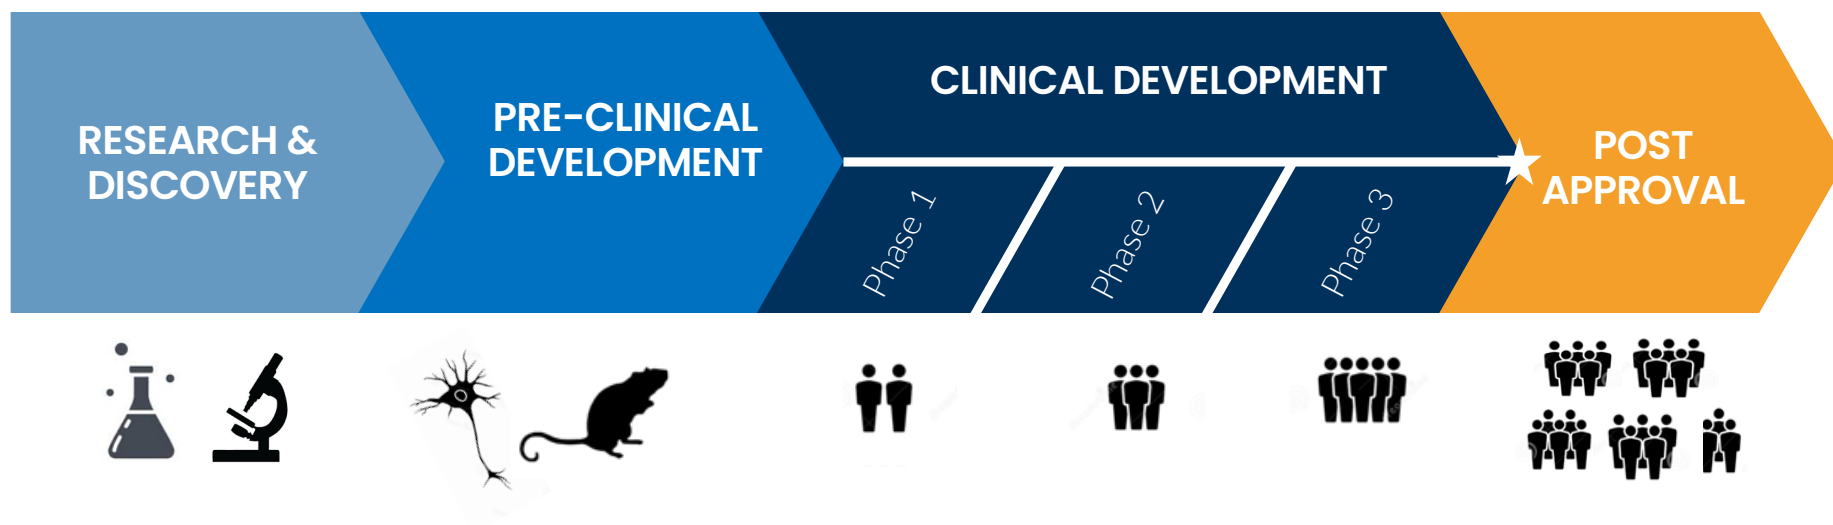 RESEARCH &
DISCOVERY
PRE-CLINICAL
DEVELOPMENT
CLINICAL DEVELOPMENT
Phase 1
Phase 2
Phase 3
POST
APPROVAL